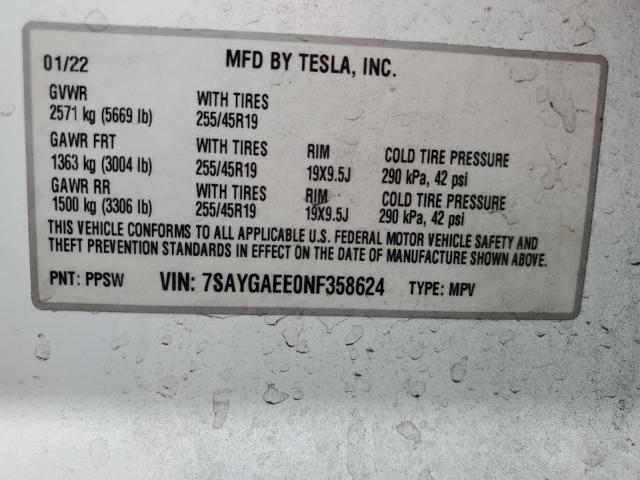 01/22 MFD BY TESLA, INC.
GVWR
2571 kg (5669 lb) WITH TIRES 255/45R19
GAWR FRT
1363 kg (3004 lb) WITH TIRES 255/45R19 RIM 19X9.5J COLD TIRE PRESSURE 290 kPa, 42 psi
GAWR RR
1500 kg (3306 lb) WITH TIRES 255/45R19 RIM 19X9.5J COLD TIRE PRESSURE 290 kPa, 42 psi
THIS VEHICLE CONFORMS TO ALL APPLICABLE U.S. FEDERAL MOTOR VEHICLE SAFETY AND
THEFT PREVENTION STANDARDS IN EFFECT ON THE DATE OF MANUFACTURE SHOWN ABOVE.
PNT: PPSW VIN: 7SAYGAEE0NF358624 TYPE: MPV